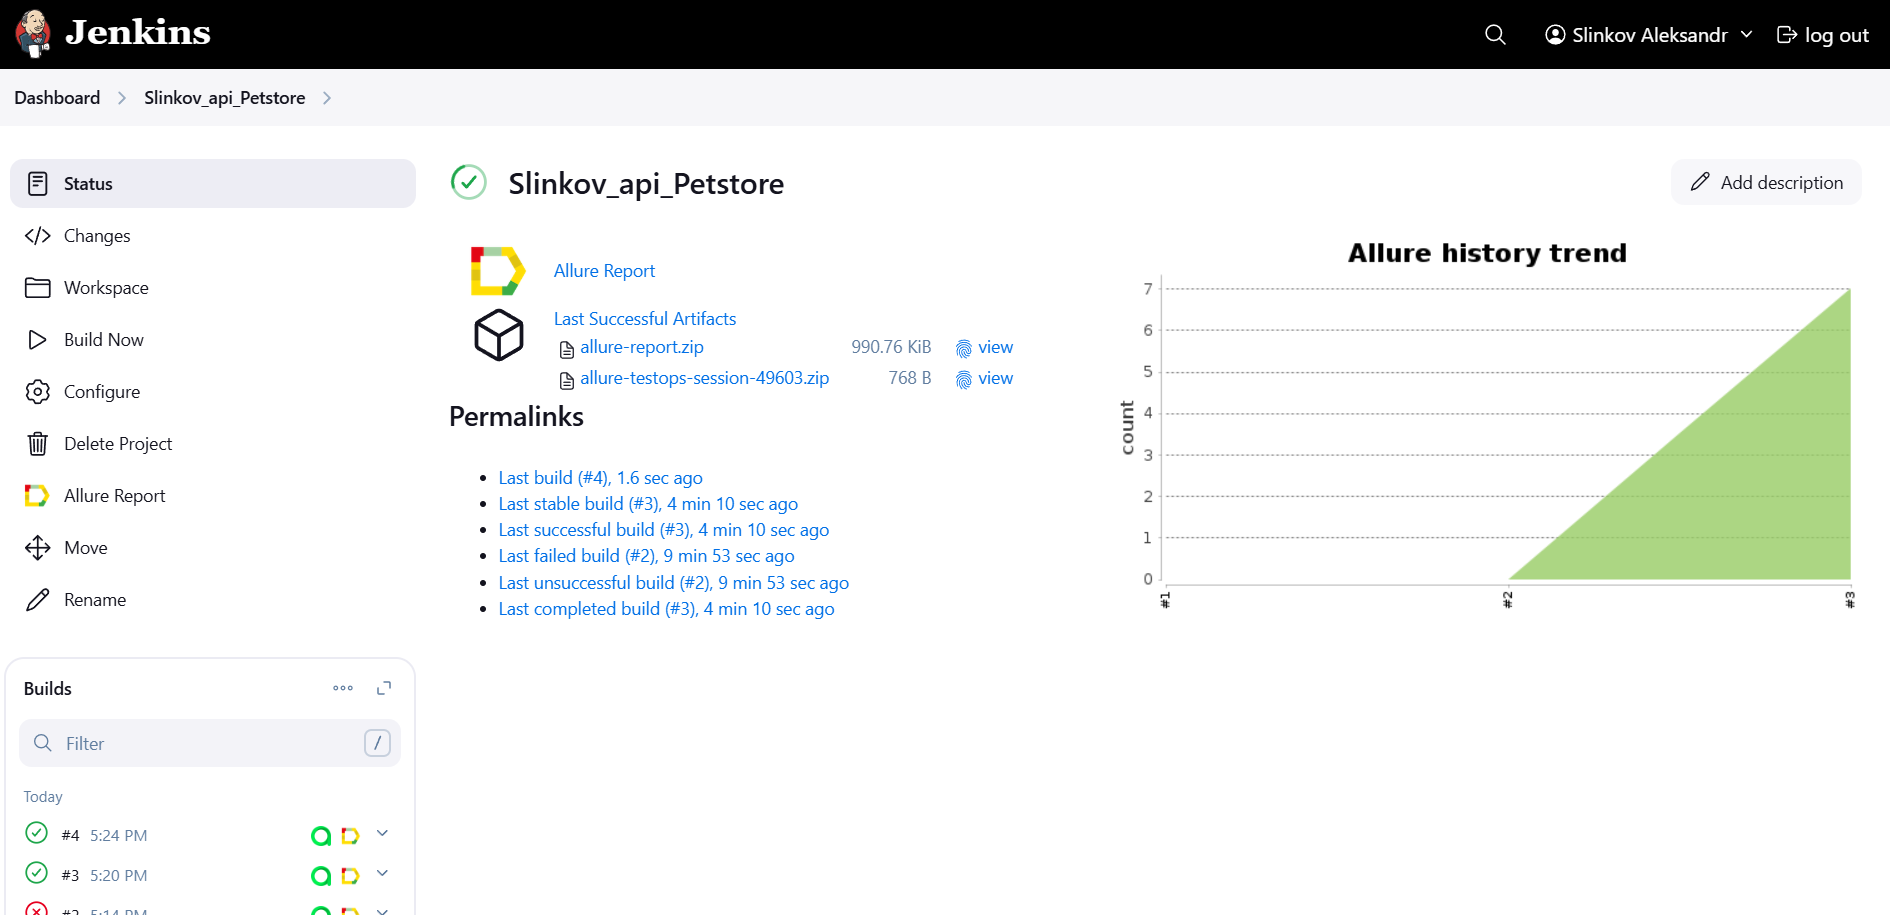 Jenkins
Slinkov Aleksandr
log out
Dashboard
Slinkov_api_Petstore
Status
Changes
Workspace
Build Now
Configure
Delete Project
Allure Report
Move
Rename
Builds
Filter
/
Today
#4 5:24 PM
#3 5:20 PM
#2 5:14 PM
Slinkov_api_Petstore
Add description
Allure Report
Last Successful Artifacts
allure-report.zip 990.76 KiB view
allure-testops-session-49603.zip 768 B view
Permalinks
Last build (#4), 1.6 sec ago
Last stable build (#3), 4 min 10 sec ago
Last successful build (#3), 4 min 10 sec ago
Last failed build (#2), 9 min 53 sec ago
Last unsuccessful build (#2), 9 min 53 sec ago
Last completed build (#3), 4 min 10 sec ago
Allure history trend
count
7
6
5
4
3
2
1
0
#1
#2
#3